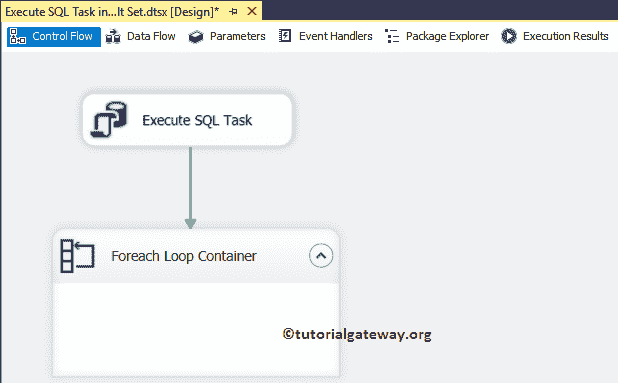 Execute SQL Task in...lt Set.dtsx [Design]*
Control Flow Data Flow Parameters Event Handlers Package Explorer Execution Results
Execute SQL Task
Foreach Loop Container
©tutorialgateway.org